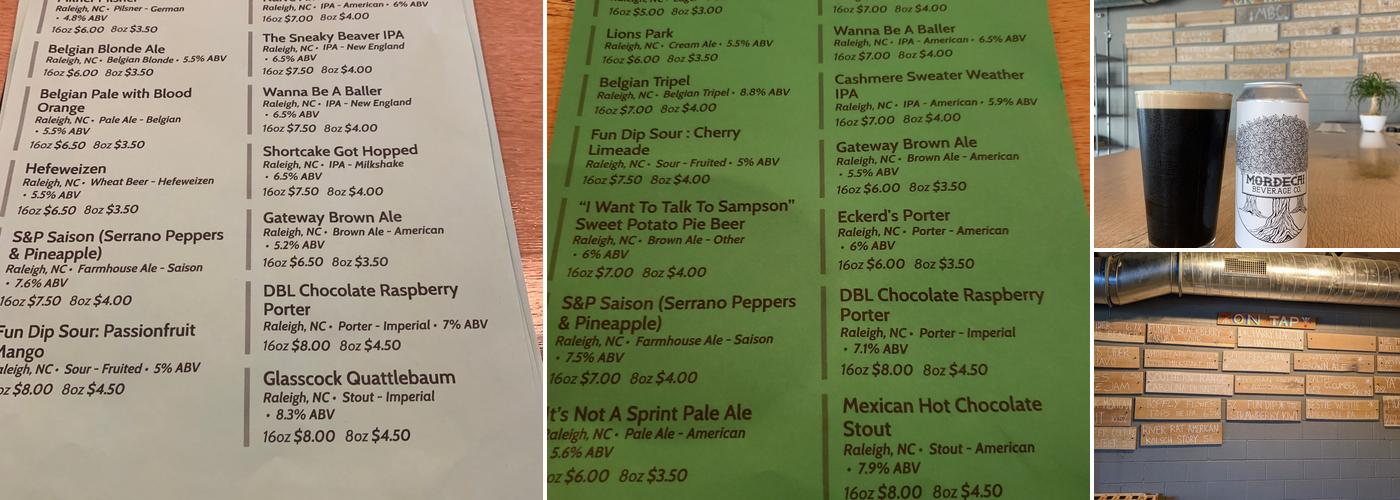 Raleigh, NC • Pilsner - German
• 4.8% ABV
16oz $6.00 8oz $3.50
Belgian Blonde Ale
Raleigh, NC • Belgian Blonde • 5.5% ABV
16oz $6.00 8oz $3.50
Belgian Pale with Blood
Orange
Raleigh, NC • Pale Ale - Belgian
• 5.5% ABV
16oz $6.50 8oz $3.50
Hefeweizen
Raleigh, NC • Wheat Beer - Hefeweizen
• 5.5% ABV
16oz $6.50 8oz $3.50
S&P Saison (Serrano Peppers
& Pineapple)
Raleigh, NC • Farmhouse Ale - Saison
• 7.6% ABV
16oz $7.50 8oz $4.00
Fun Dip Sour: Passionfruit
Mango
Raleigh, NC • Sour - Fruited • 5% ABV
oz $8.00 8oz $4.50
Raleigh, NC • IPA - American • 6% ABV
16oz $7.00 8oz $4.00
The Sneaky Beaver IPA
Raleigh, NC • IPA - New England
• 6.5% ABV
16oz $7.50 8oz $4.00
Wanna Be A Baller
Raleigh, NC • IPA - New England
• 6.5% ABV
16oz $7.50 8oz $4.00
Shortcake Got Hopped
Raleigh, NC • IPA - Milkshake
• 6.5% ABV
16oz $7.50 8oz $4.00
Gateway Brown Ale
Raleigh, NC • Brown Ale - American
• 5.2% ABV
16oz $6.50 8oz $3.50
DBL Chocolate Raspberry
Porter
Raleigh, NC • Porter - Imperial • 7% ABV
16oz $8.00 8oz $4.50
Glasscock Quattlebaum
Raleigh, NC • Stout - Imperial
• 8.3% ABV
16oz $8.00 8oz $4.50
16oz $5.00 8oz $3.00
Lions Park
Raleigh, NC • Cream Ale • 5.5% ABV
16oz $6.00 8oz $3.50
Belgian Tripel
Raleigh, NC • Belgian Tripel • 8.8% ABV
16oz $7.00 8oz $4.00
Fun Dip Sour : Cherry
Limeade
Raleigh, NC • Sour - Fruited • 5% ABV
16oz $7.50 8oz $4.00
"I Want To Talk To Sampson"
Sweet Potato Pie Beer
Raleigh, NC • Brown Ale - Other
• 6% ABV
16oz $7.00 8oz $4.00
S&P Saison (Serrano Peppers
& Pineapple)
Raleigh, NC • Farmhouse Ale - Saison
• 7.5% ABV
16oz $7.00 8oz $4.00
It's Not A Sprint Pale Ale
Raleigh, NC • Pale Ale - American
5.6% ABV
oz $6.00 8oz $3.50
16oz $7.00 8oz $4.00
Wanna Be A Baller
Raleigh, NC • IPA - American • 6.5% ABV
16oz $7.00 8oz $4.00
Cashmere Sweater Weather
IPA
Raleigh, NC • IPA - American • 5.9% ABV
16oz $7.00 8oz $4.00
Gateway Brown Ale
Raleigh, NC • Brown Ale - American
• 5.5% ABV
16oz $6.00 8oz $3.50
Eckerd's Porter
Raleigh, NC • Porter - American
• 6% ABV
16oz $6.00 8oz $3.50
DBL Chocolate Raspberry
Porter
Raleigh, NC • Porter - Imperial
• 7.1% ABV
16oz $8.00 8oz $4.50
Mexican Hot Chocolate
Stout
Raleigh, NC • Stout - American
• 7.9% ABV
16oz $8.00 8oz $4.50
MBC
MORDECAI
BEVERAGE CO.
ON TAP
RIVER RAT AMERICAN